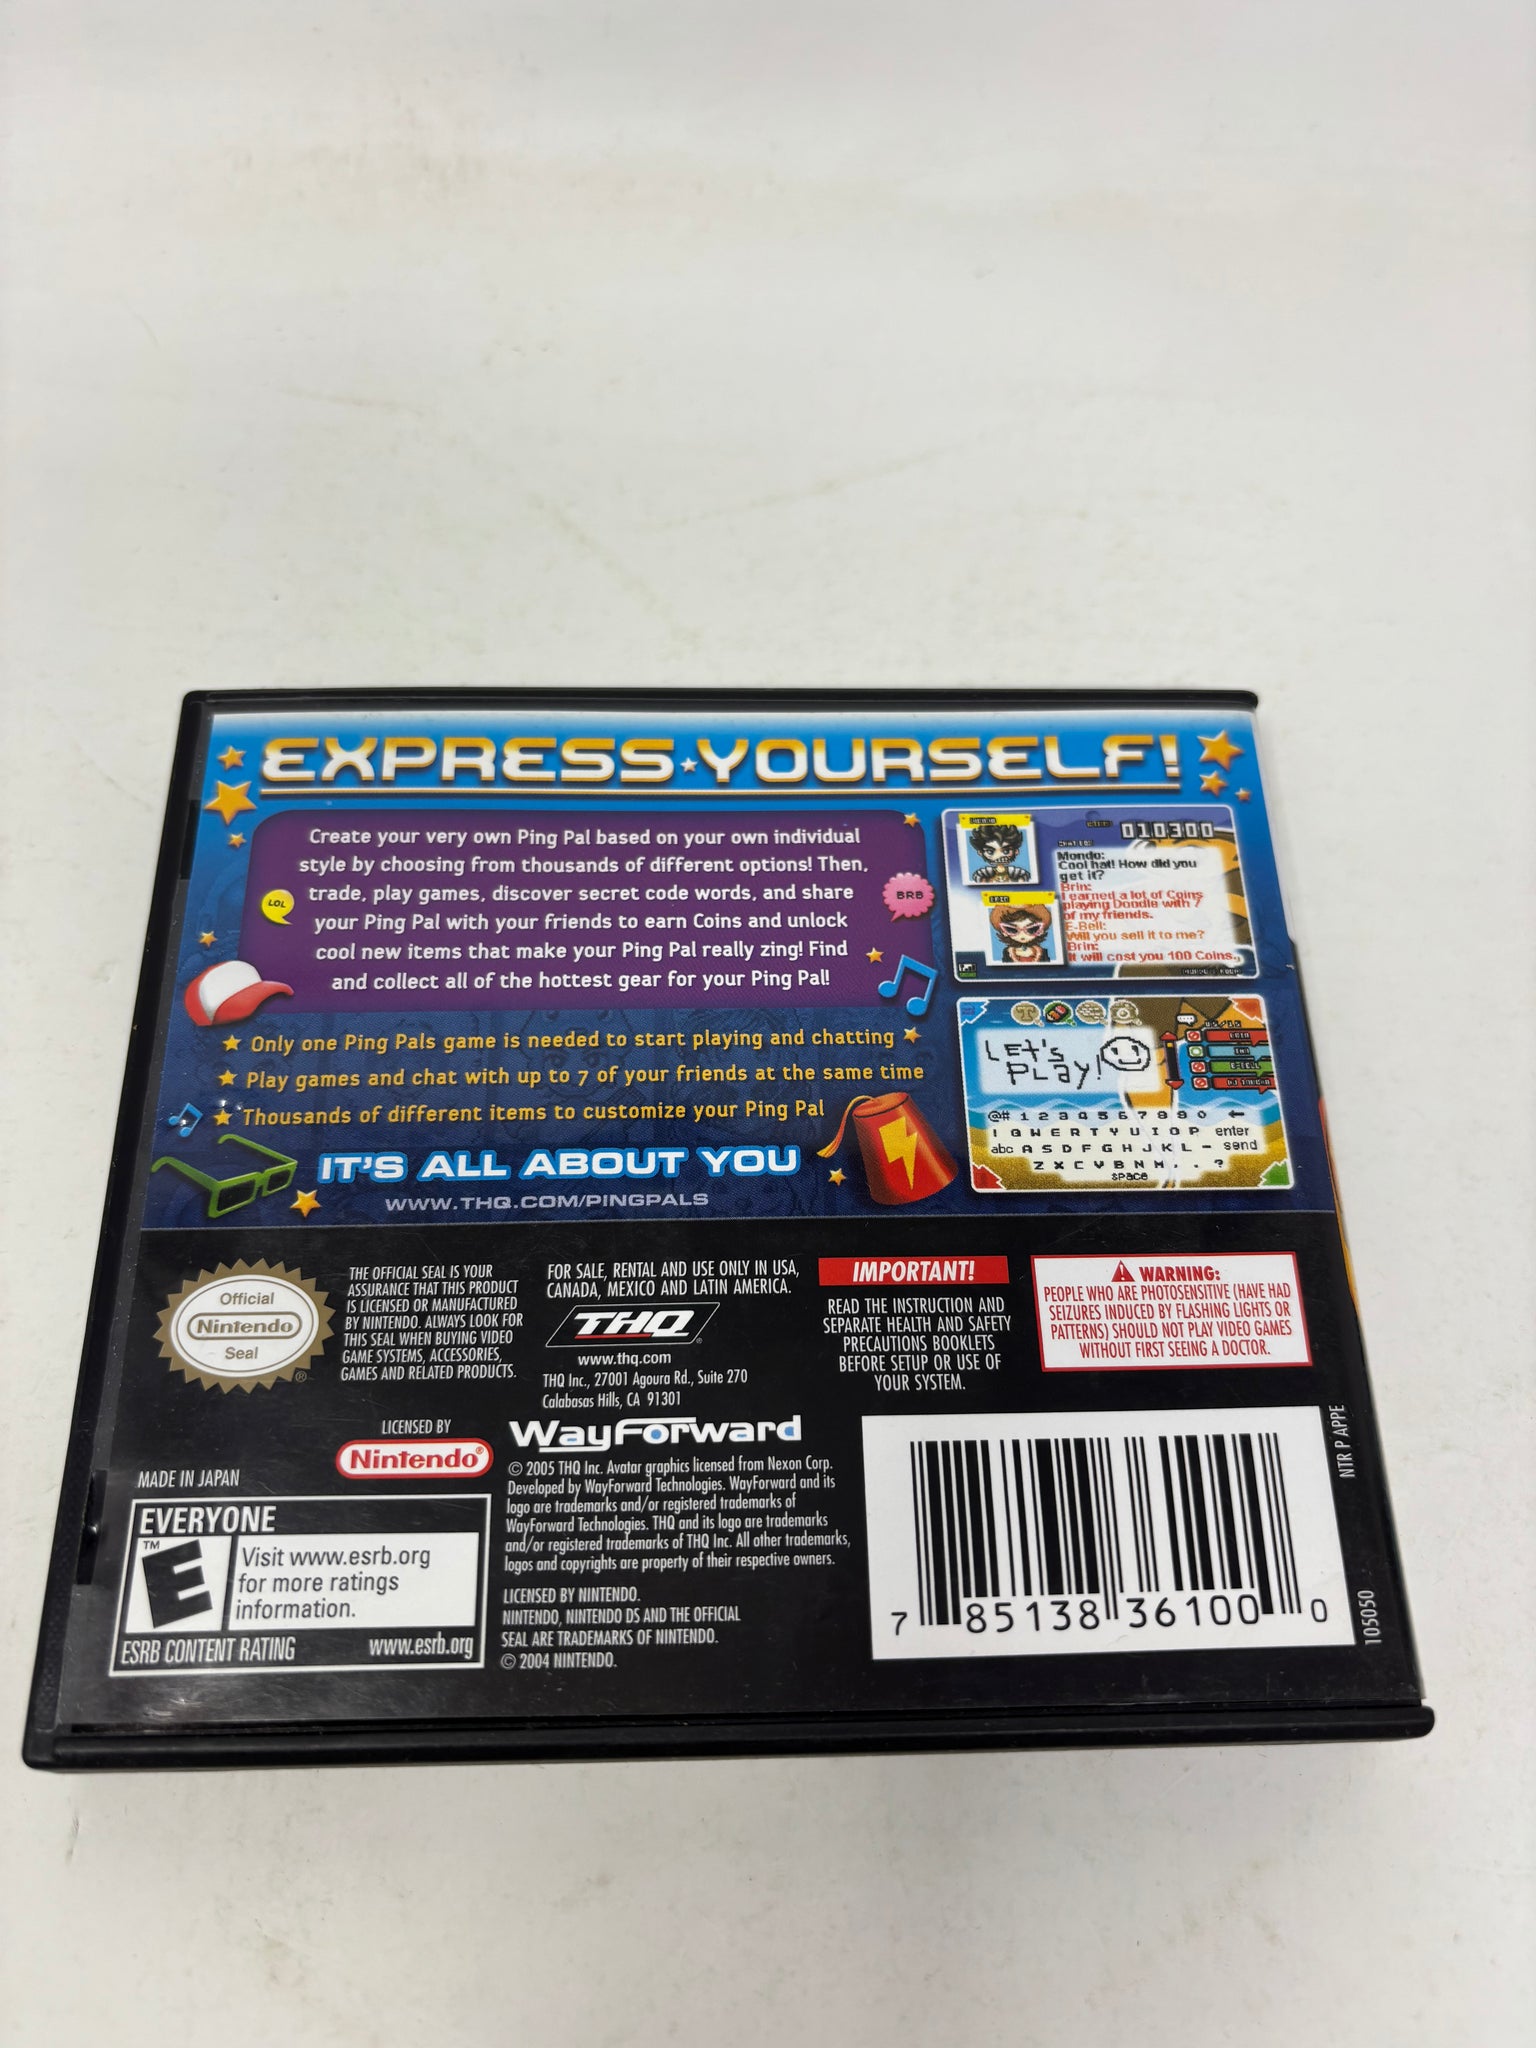 EXPRESS★YOURSELF!
Create your very own Ping Pal based on your own individual
style by choosing from thousands of different options! Then,
trade, play games, discover secret code words, and share
your Ping Pal with your friends to earn Coins and unlock
cool new items that make your Ping Pal really zing! Find
and collect all of the hottest gear for your Ping Pal!
LOL
BRB
★ Only one Ping Pals game is needed to start playing and chatting
★ Play games and chat with up to 7 of your friends at the same time
★ Thousands of different items to customize your Ping Pal
IT'S ALL ABOUT YOU
WWW.THQ.COM/PINGPALS
010300
Mondo:
Cool hat! How did you
get it?
Brin:
I earned a lot of Coins
playing Doodle with 7
of my friends.
E-Bell:
Will you sell it to me?
Brin:
It will cost you 100 Coins.
Let's
Play!
@# 1 2 3 4 5 6 7 8 9 0 ←
! Q W E R T Y U I O P enter
abc A S D F G H J K L - send
Z X C V B N M , . ?
space
Official
Nintendo
Seal
®
THE OFFICIAL SEAL IS YOUR
ASSURANCE THAT THIS PRODUCT
IS LICENSED OR MANUFACTURED
BY NINTENDO. ALWAYS LOOK FOR
THIS SEAL WHEN BUYING VIDEO
GAME SYSTEMS, ACCESSORIES,
GAMES AND RELATED PRODUCTS.
FOR SALE, RENTAL AND USE ONLY IN USA,
CANADA, MEXICO AND LATIN AMERICA.
THQ®
www.thq.com
THQ Inc., 27001 Agoura Rd., Suite 270
Calabasas Hills, CA 91301
IMPORTANT!
READ THE INSTRUCTION AND
SEPARATE HEALTH AND SAFETY
PRECAUTIONS BOOKLETS
BEFORE SETUP OR USE OF
YOUR SYSTEM.
WARNING:
PEOPLE WHO ARE PHOTOSENSITIVE (HAVE HAD
SEIZURES INDUCED BY FLASHING LIGHTS OR
PATTERNS) SHOULD NOT PLAY VIDEO GAMES
WITHOUT FIRST SEEING A DOCTOR.
LICENSED BY
Nintendo®
MADE IN JAPAN
EVERYONE
E™
Visit www.esrb.org
for more ratings
information.
ESRB CONTENT RATING www.esrb.org
WayForward
© 2005 THQ Inc. Avatar graphics licensed from Nexon Corp.
Developed by WayForward Technologies. WayForward and its
logo are trademarks and/or registered trademarks of
WayForward Technologies. THQ and its logo are trademarks
and/or registered trademarks of THQ Inc. All other trademarks,
logos and copyrights are property of their respective owners.
LICENSED BY NINTENDO.
NINTENDO, NINTENDO DS AND THE OFFICIAL
SEAL ARE TRADEMARKS OF NINTENDO.
© 2004 NINTENDO.
7 85138 36100 0
NTR P APPE
105050